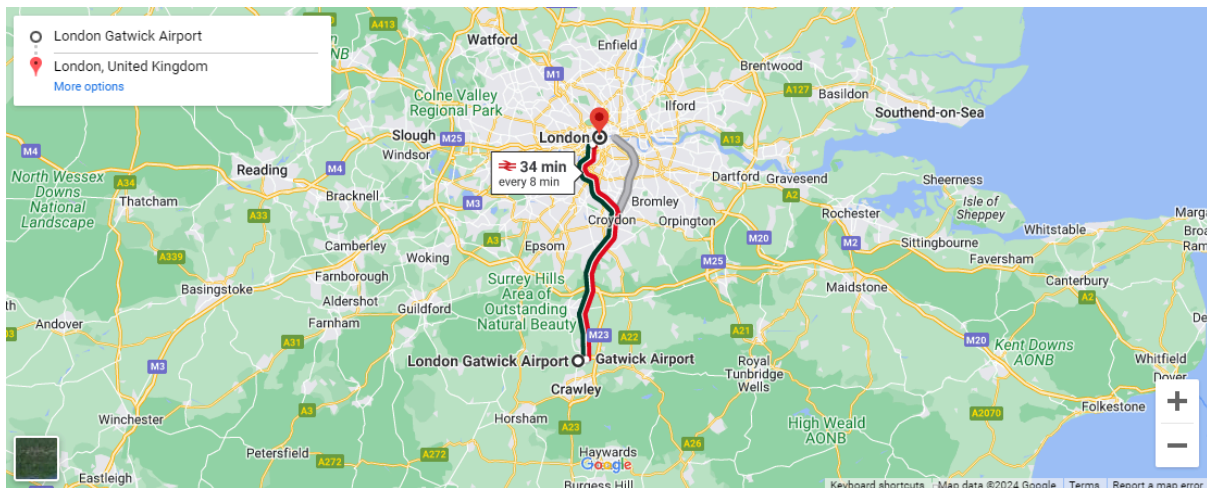 London Gatwick Airport
London, United Kingdom
More options
A413
Watford
Enfield
Brentwood
M1
Colne Valley
Regional Park
Ilford
A127
Basildon
Southend-on-Sea
Slough
M25
London
A13
M4
Windsor
34 min
every 8 min
Reading
M4
North Wessex
Downs
National
Landscape
A34
Thatcham
Bracknell
M3
Dartford
Gravesend
A2
Sheerness
Isle of
Sheppey
A33
Bromley
Croydon
Orpington
Rochester
M2
Sittingbourne
Whitstable
Faversham
Canterbury
A2
A3
Epsom
M20
Camberley
Woking
A339
Farnborough
M25
Basingstoke
Aldershot
Guildford
Surrey Hills
Area of
Outstanding
Natural Beauty
Maidstone
Andover
Farnham
A31
M23
A22
A21
M20
Kent Downs
AONB
London Gatwick Airport
Gatwick Airport
Royal
Tunbridge
Wells
Whitfield
Dover
M3
Crawley
Winchester
A3
Horsham
A23
High Weald
AONB
A2070
Folkestone
A26
Petersfield
A272
A272
Haywards
Google
Eastleigh
Burgess Hill
Keyboard shortcuts
Map data ©2024 Google
Terms
Report a map error